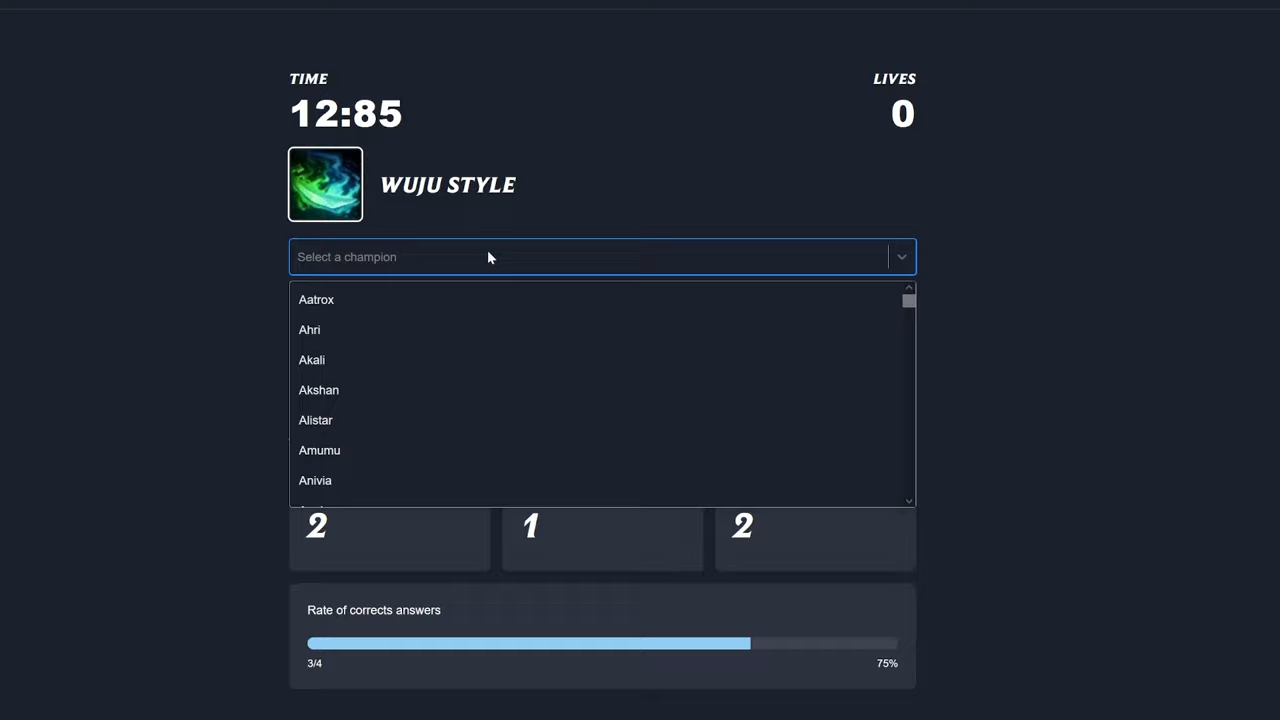 TIME
LIVES
12:85
0
WUJU STYLE
Select a champion
Aatrox
Ahri
Akali
Akshan
Alistar
Amumu
Anivia
2
1
2
Rate of corrects answers
3/4
75%